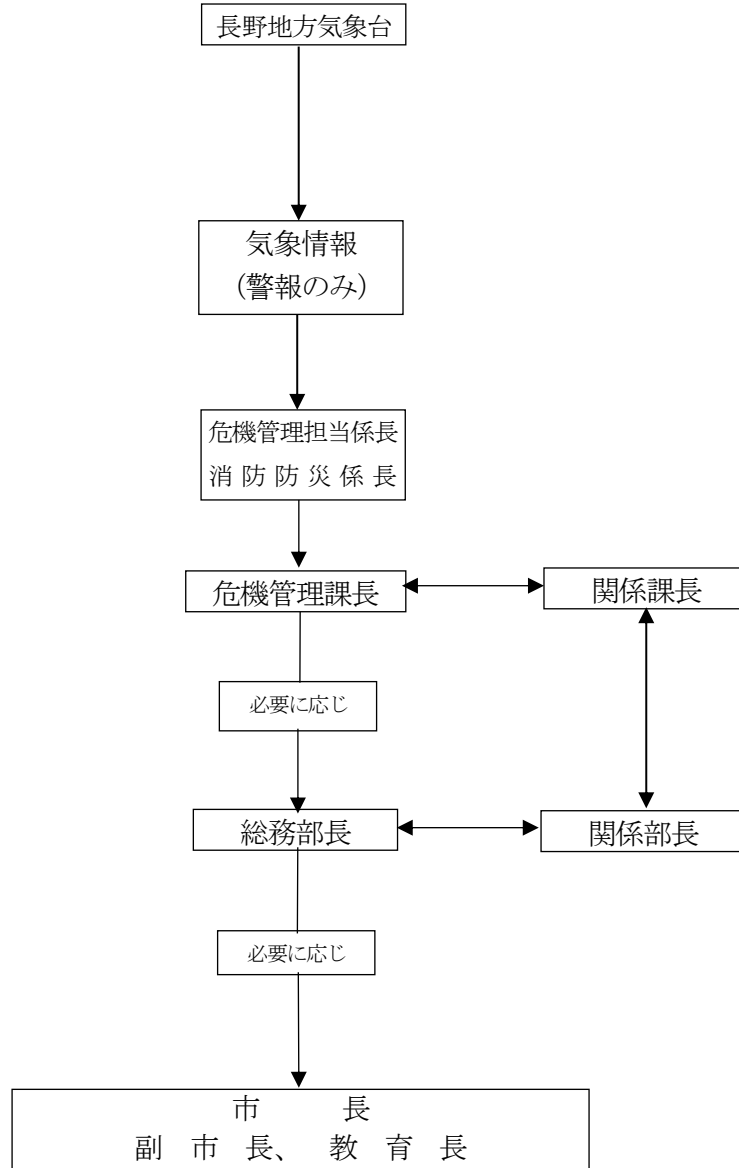 長野地方気象台
気象情報
（警報のみ）
危機管理担当係長
消 防 防 災 係 長
危機管理課長
関係課長
必要に応じ
総務部長
関係部長
必要に応じ
市　　　長
副　市　長、　教　育　長